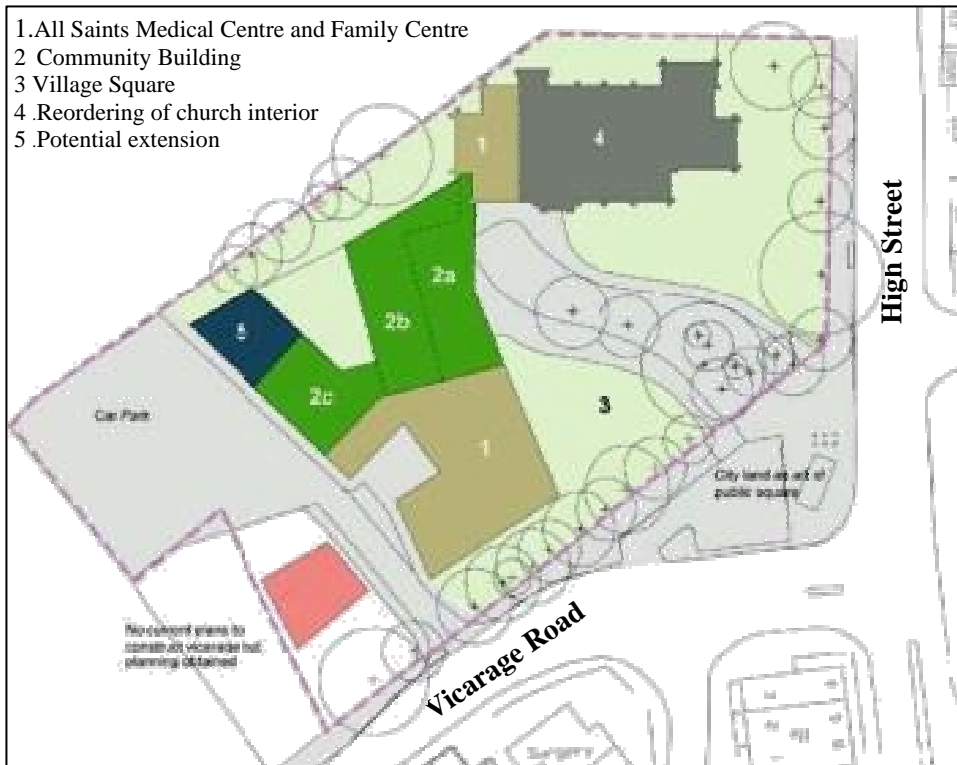 1.All Saints Medical Centre and Family Centre
2 Community Building
3 Village Square
4 .Reordering of church interior
5 .Potential extension
1
4
High Street
2a
2b
5
2c
Car Park
3
1
City land as act of
public square
No current plans to
construct vicarage but
planning obtained
Vicarage Road
Surgery